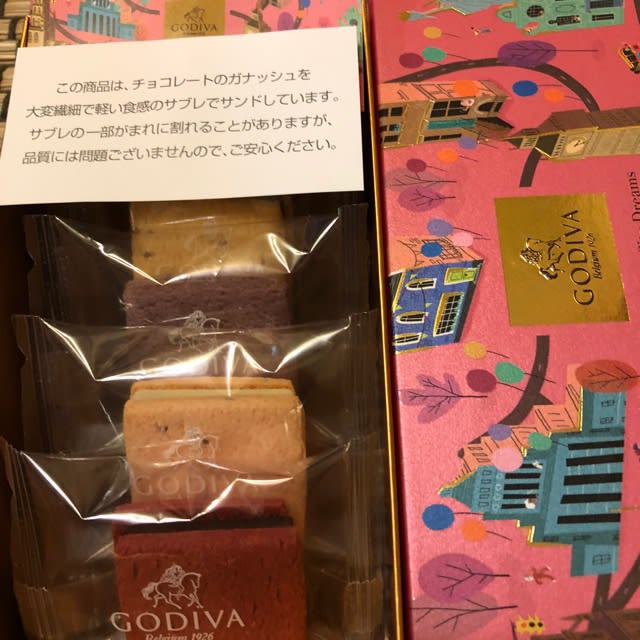 GODIVA
この商品は、チョコレートのガナッシュを
大変繊細で軽い食感のサブレでサンドしています。
サブレの一部がまれに割れることがありますが、
品質には問題ございませんので、ご安心ください。
GODIVA
GODIVA
GODIVA
Belgium 1926
GODIVA
Belgium 1926
Dreams